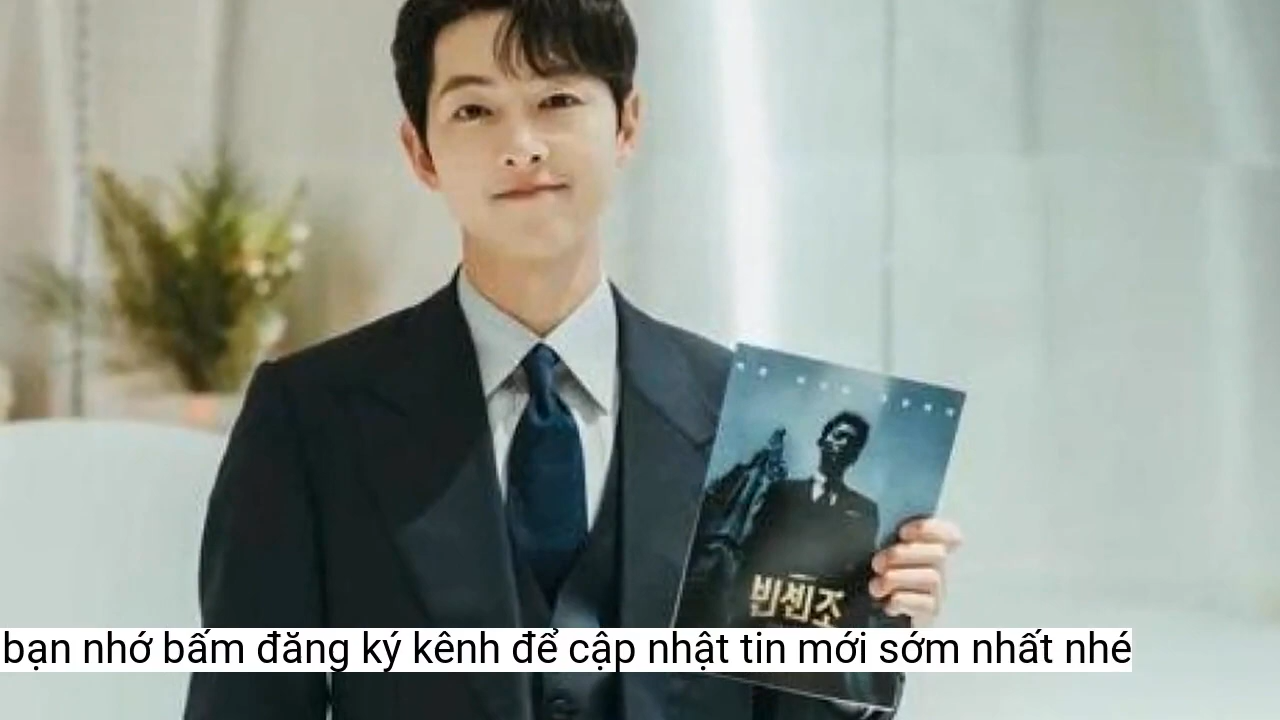 빈센조
bạn nhớ bấm đăng ký kênh để cập nhật tin mới sớm nhất nhé